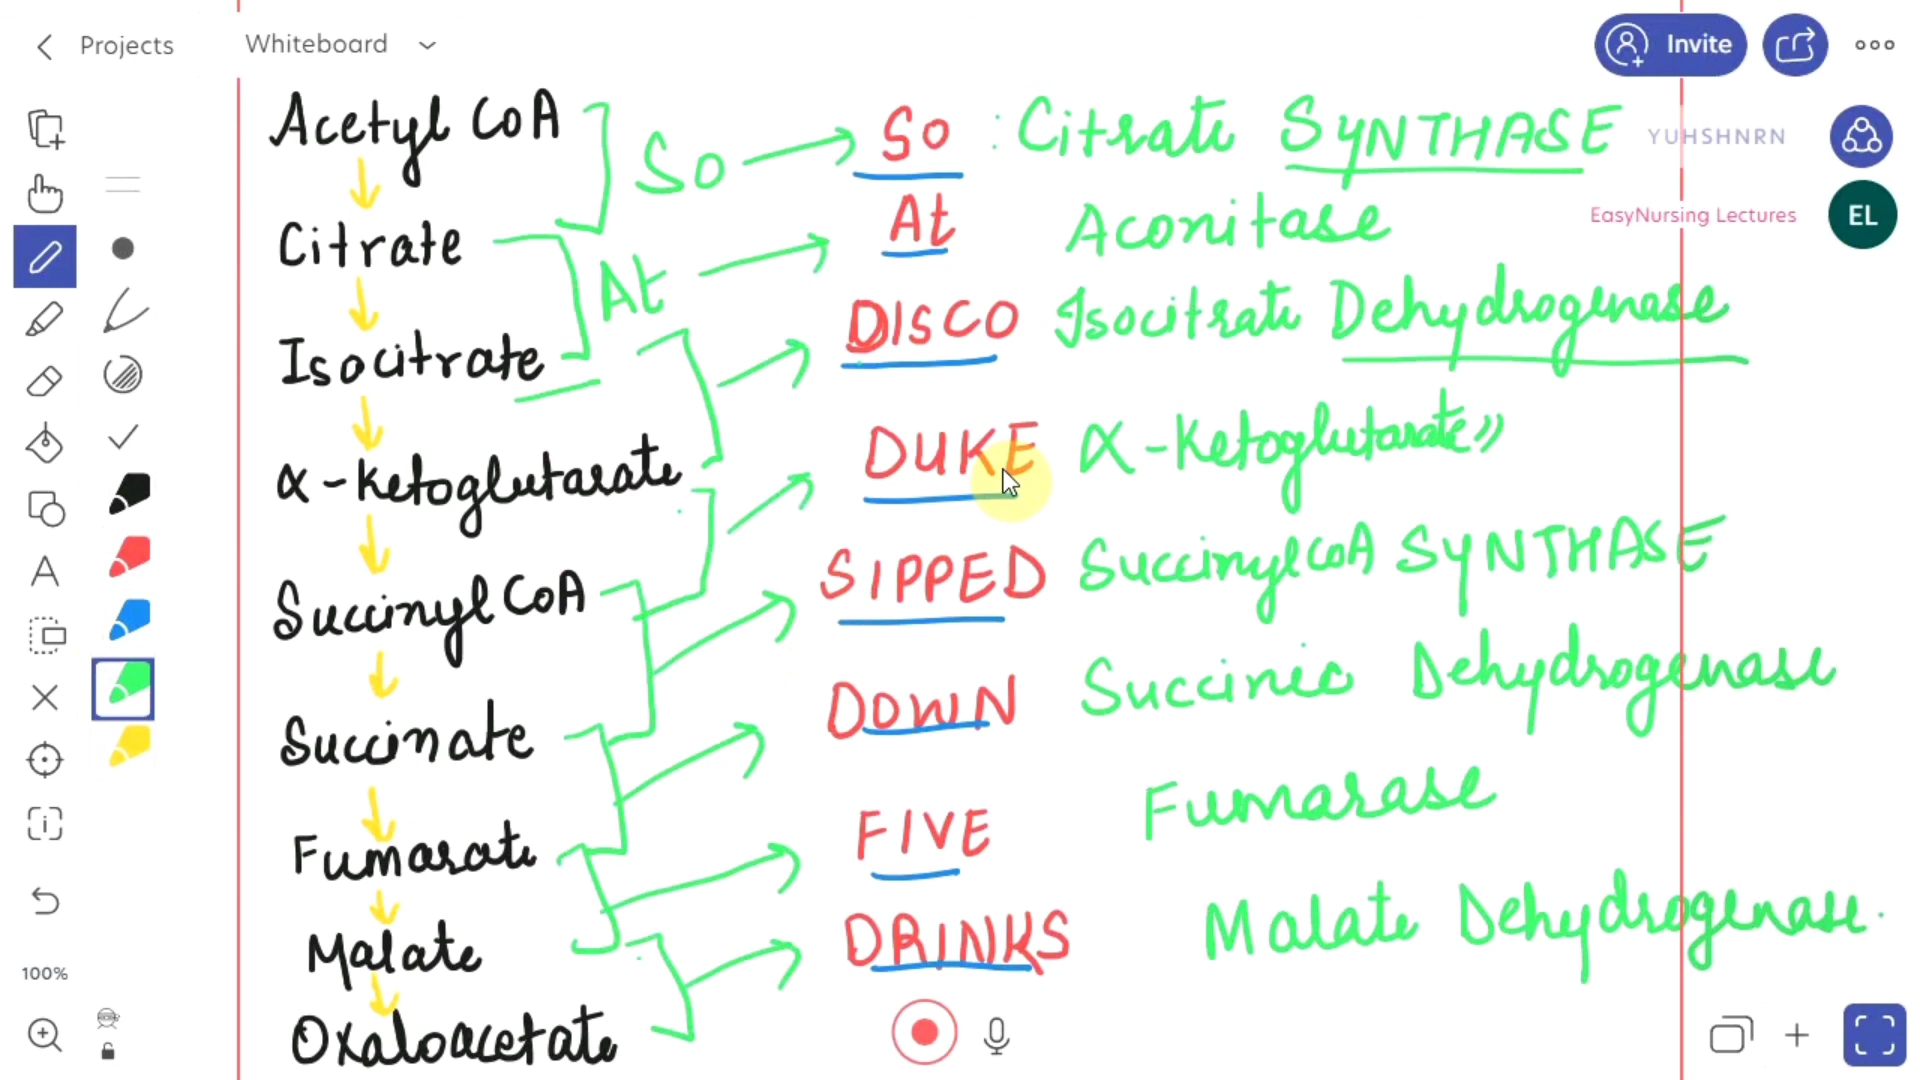 Projects Whiteboard Invite
Acetyl CoA So So : Citrate SYNTHASE YUHSHNRN
Citrate At At Aconitase EasyNursing Lectures EL
Isocitrate DISCO Isocitrate Dehydrogenase
α-Ketoglutarate DUKE α-Ketoglutarate ))
Succinyl CoA SIPPED Succinyl CoA SYNTHASE
Succinate DOWN Succinic Dehydrogenase
Fumarate FIVE Fumarase
Malate DRINKS Malate Dehydrogenase.
Oxaloacetate
100%